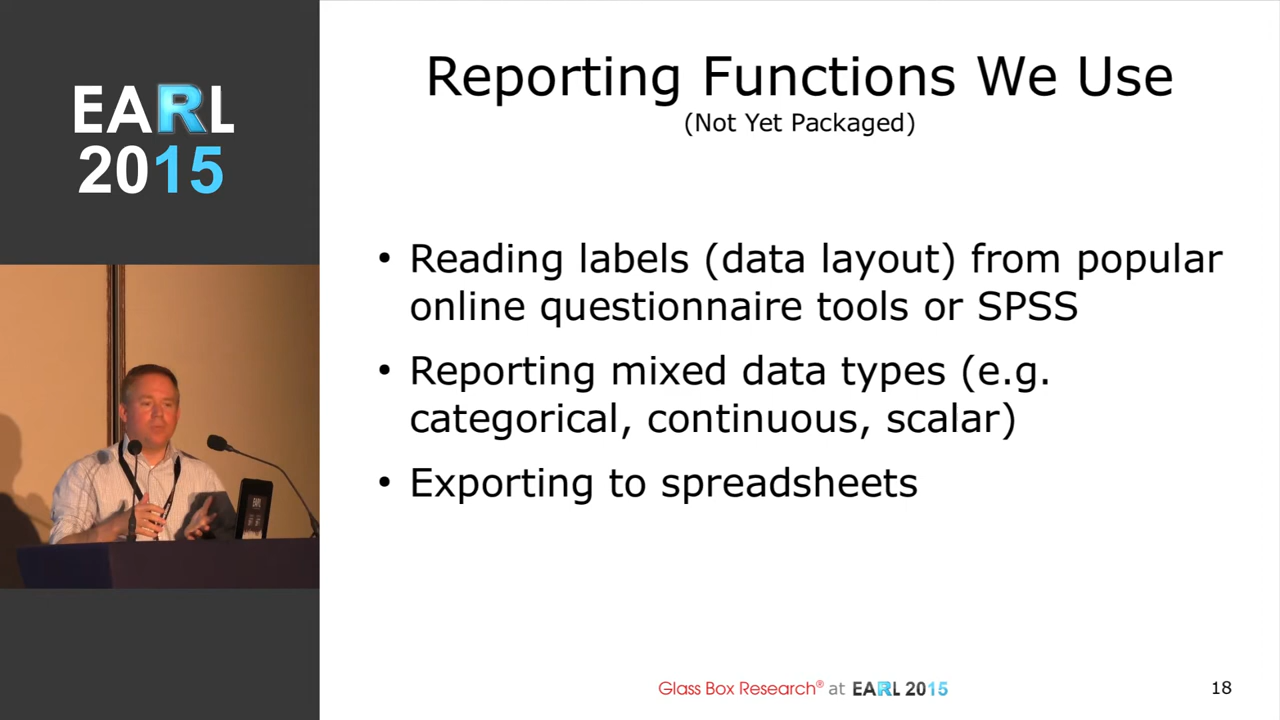 EARL
2015
Reporting Functions We Use
(Not Yet Packaged)
• Reading labels (data layout) from popular
online questionnaire tools or SPSS
• Reporting mixed data types (e.g.
categorical, continuous, scalar)
• Exporting to spreadsheets
Glass Box Research® at EARL 2015
18